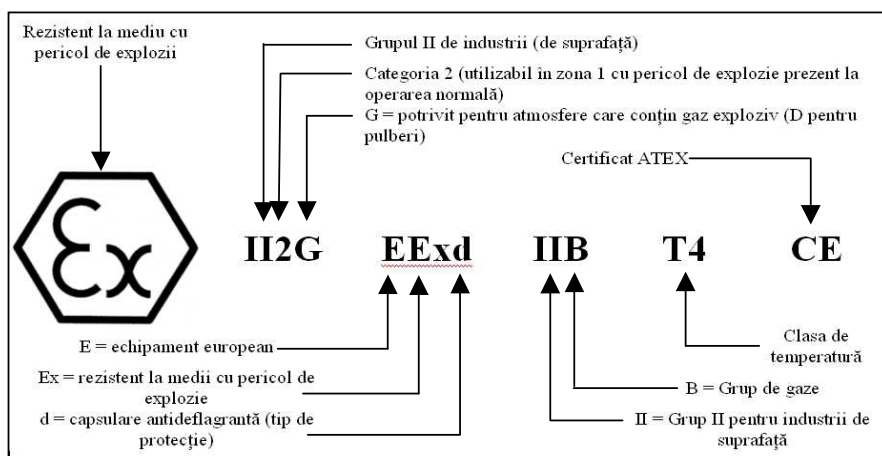 Rezistent la mediu cu
pericol de explozii
Grupul II de industrii (de suprafață)
Categoria 2 (utilizabil în zona 1 cu pericol de explozie prezent la
operarea normală)
G = potrivit pentru atmosfere care conțin gaz exploziv (D pentru
pulberi)
Certificat ATEX
Ex
II2G EExd IIB T4 CE
E = echipament european
Ex = rezistent la medii cu pericol de
explozie
d = capsulare antideflagrantă (tip de
protecție)
Clasa de
temperatură
B = Grup de gaze
II = Grup II pentru industrii de
suprafață